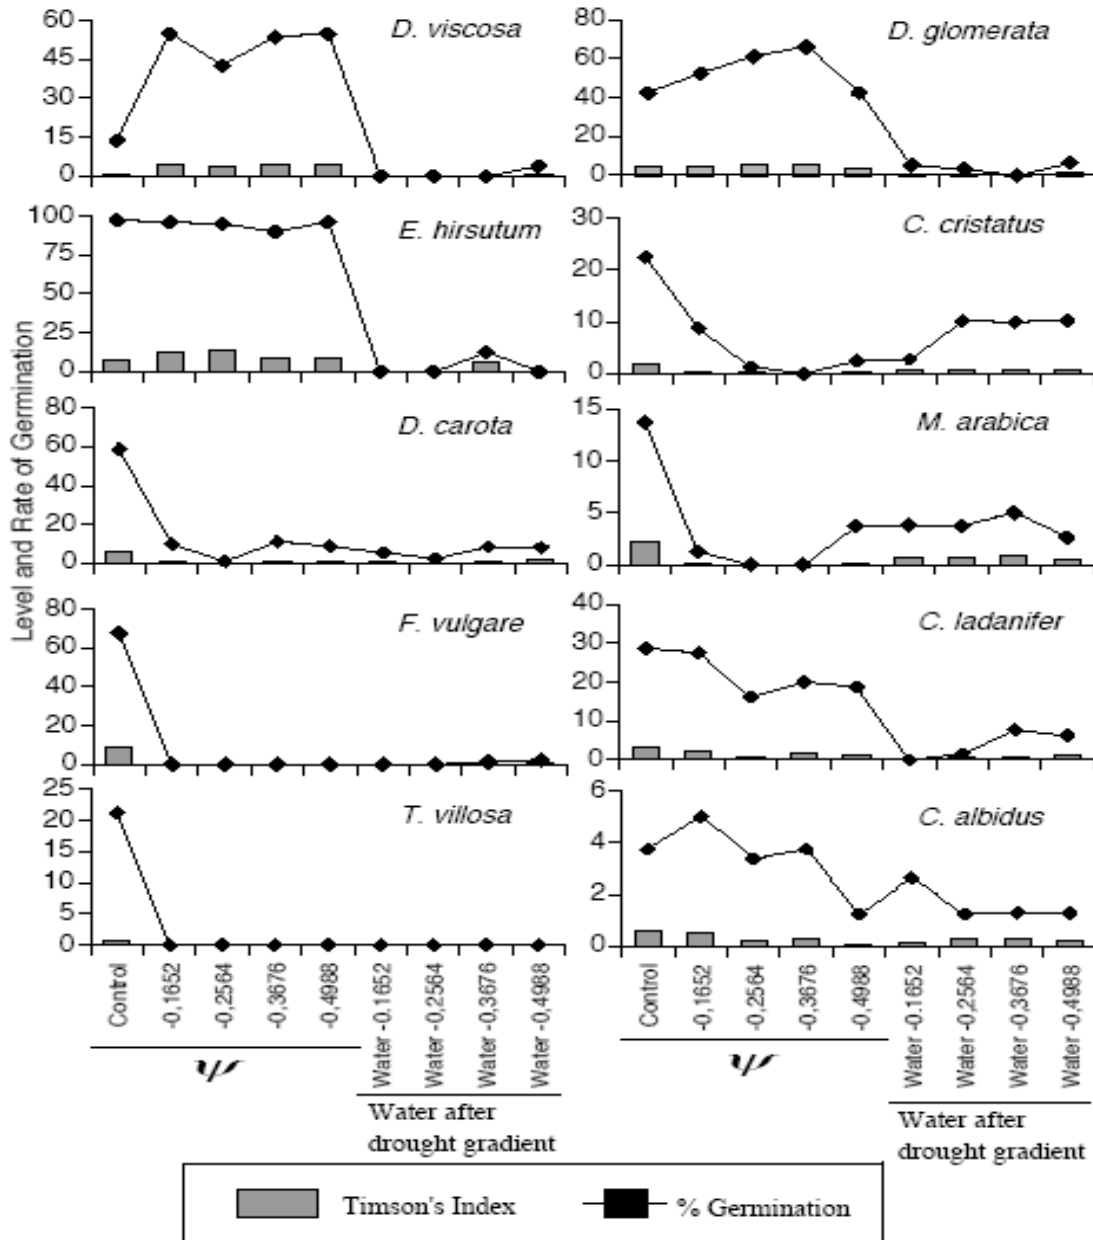 Level and Rate of Germination
60
45
30
15
0
D. viscosa
80
60
40
20
0
D. glomerata
100
75
50
25
0
E. hirsutum
30
20
10
0
C. cristatus
80
60
40
20
0
D. carota
15
10
5
0
M. arabica
80
60
40
20
0
F. vulgare
40
30
20
10
0
C. ladanifer
25
20
15
10
5
0
T. villosa
6
4
2
0
C. albidus
Control
-0,1652
-0,2564
-0,3676
-0,4988
Water -0.1652
Water -0,2564
Water -0,3676
Water -0,4988
Control
-0,1652
-0,2564
-0,3676
-0,4988
Water -0.1652
Water -0,2564
Water -0,3676
Water -0,4988
Ψ
Water after
drought gradient
Ψ
Water after
drought gradient
Timson's Index
% Germination